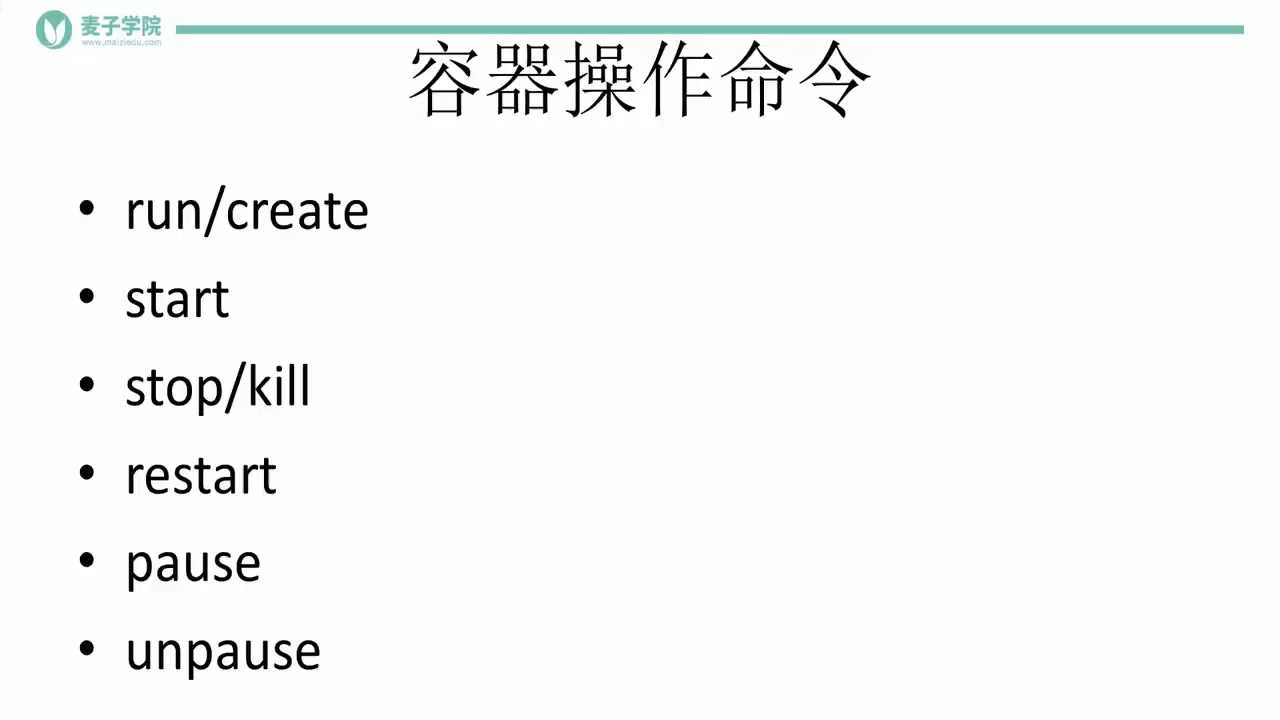 麦子学院
www.maiziedu.com
容器操作命令
• run/create
• start
• stop/kill
• restart
• pause
• unpause